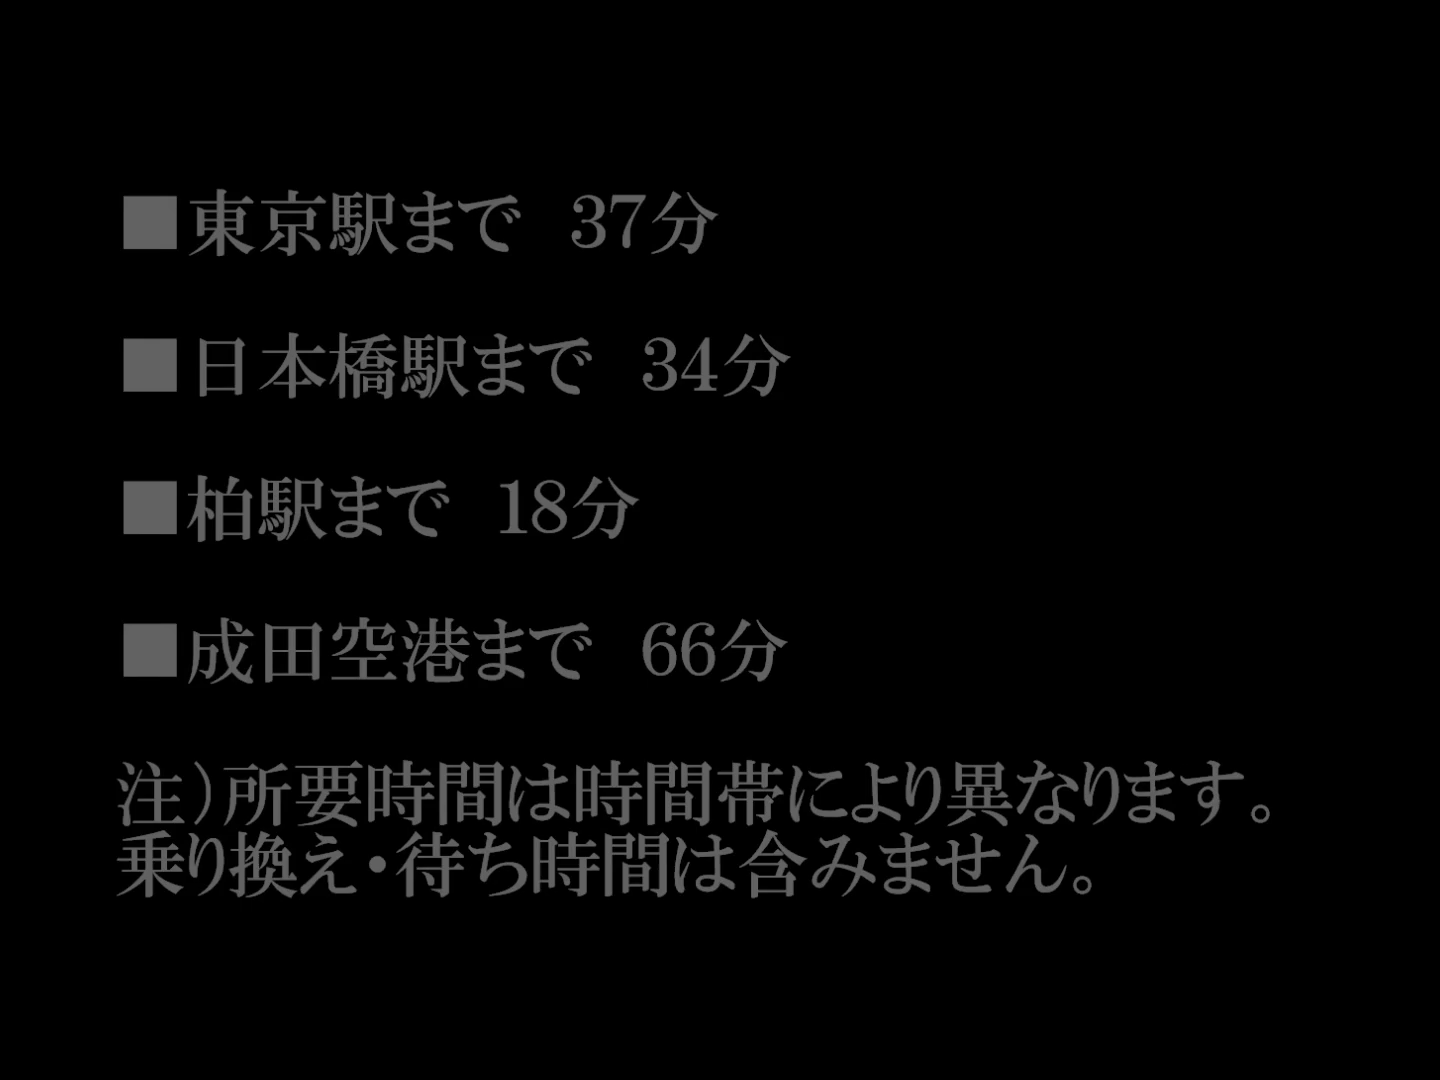 ■東京駅まで　37分
■日本橋駅まで　34分
■柏駅まで　18分
■成田空港まで　66分
注）所要時間は時間帯により異なります。
乗り換え・待ち時間は含みません。